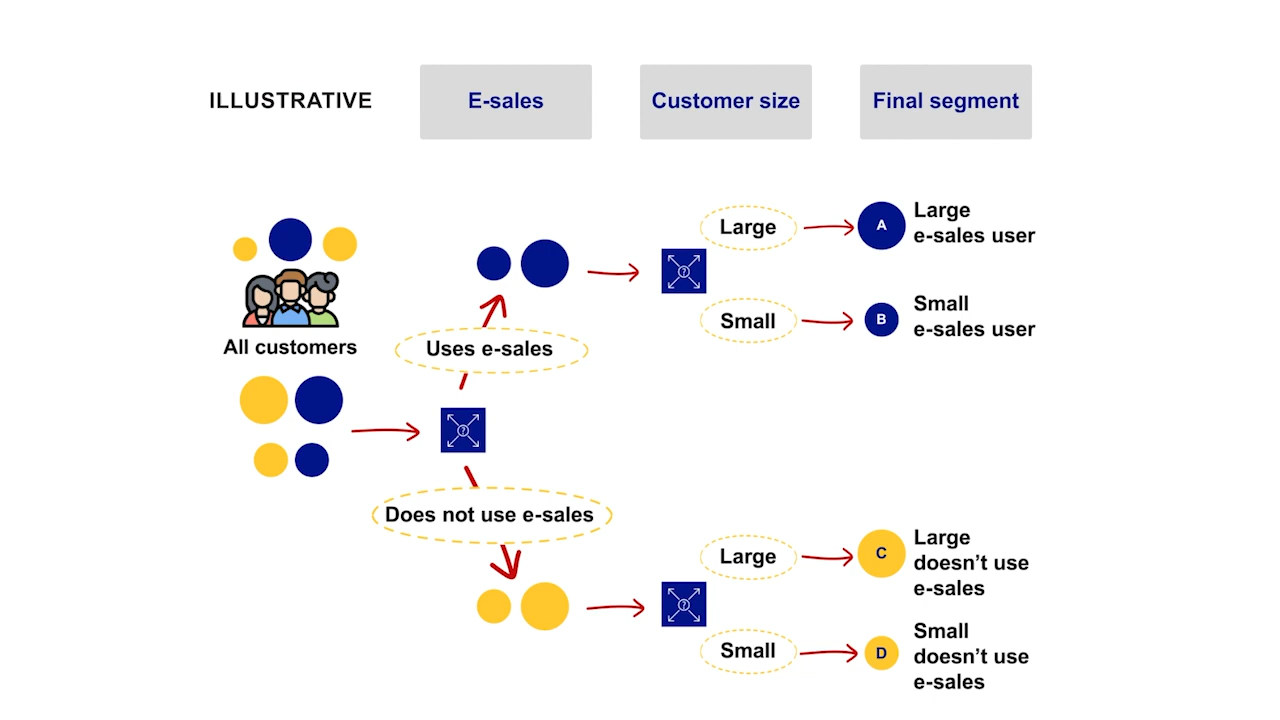 ILLUSTRATIVE
E-sales
Customer size
Final segment
All customers
Uses e-sales
?
Does not use e-sales
?
Large
Small
A
Large
e-sales user
B
Small
e-sales user
?
Large
Small
C
Large
doesn't use
e-sales
D
Small
doesn't use
e-sales